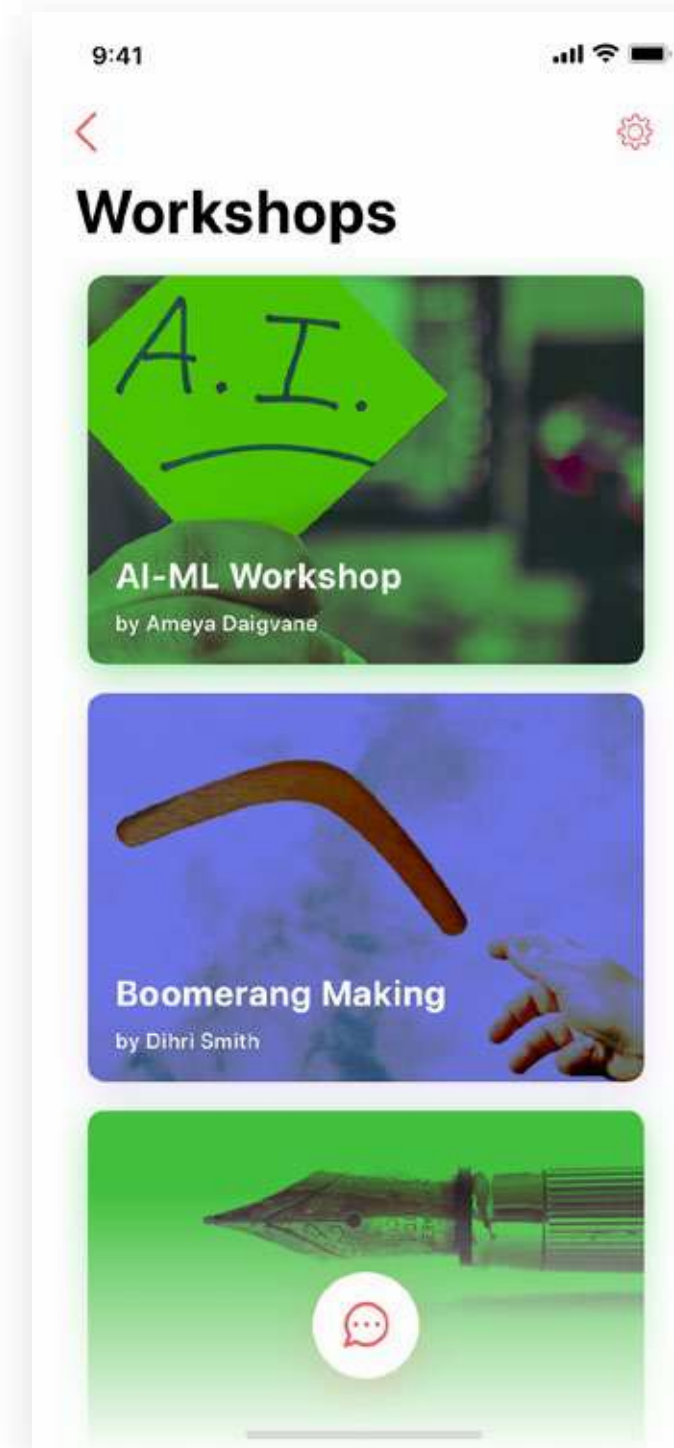 9:41
Workshops
A.I.
AI-ML Workshop
by Ameya Daigvane
Boomerang Making
by Dihri Smith